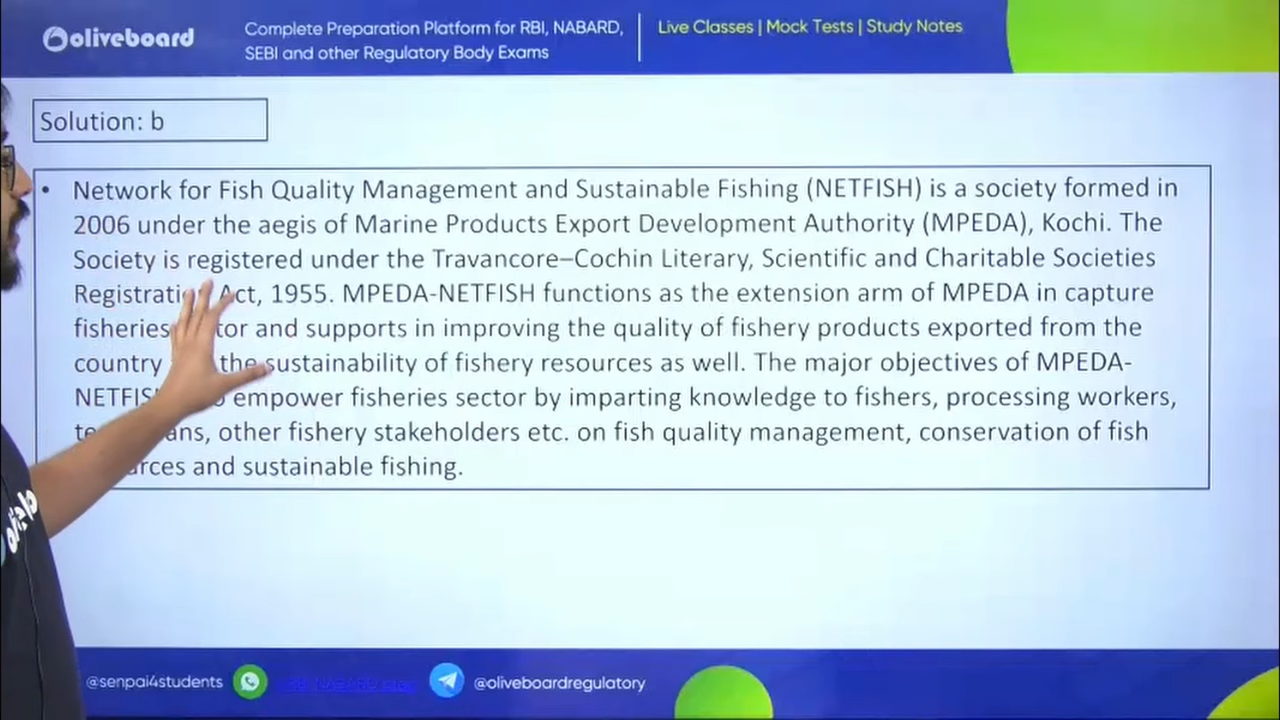 oliveboard
Complete Preparation Platform for RBI, NABARD,
SEBI and other Regulatory Body Exams
Live Classes | Mock Tests | Study Notes
Solution: b
• Network for Fish Quality Management and Sustainable Fishing (NETFISH) is a society formed in
2006 under the aegis of Marine Products Export Development Authority (MPEDA), Kochi. The
Society is registered under the Travancore–Cochin Literary, Scientific and Charitable Societies
Act, 1955. MPEDA-NETFISH functions as the extension arm of MPEDA in capture
fisheries and supports in improving the quality of fishery products exported from the
country the sustainability of fishery resources as well. The major objectives of MPEDA-
empower fisheries sector by imparting knowledge to fishers, processing workers,
other fishery stakeholders etc. on fish quality management, conservation of fish
and sustainable fishing.
@senpai4students
@oliveboardregulatory